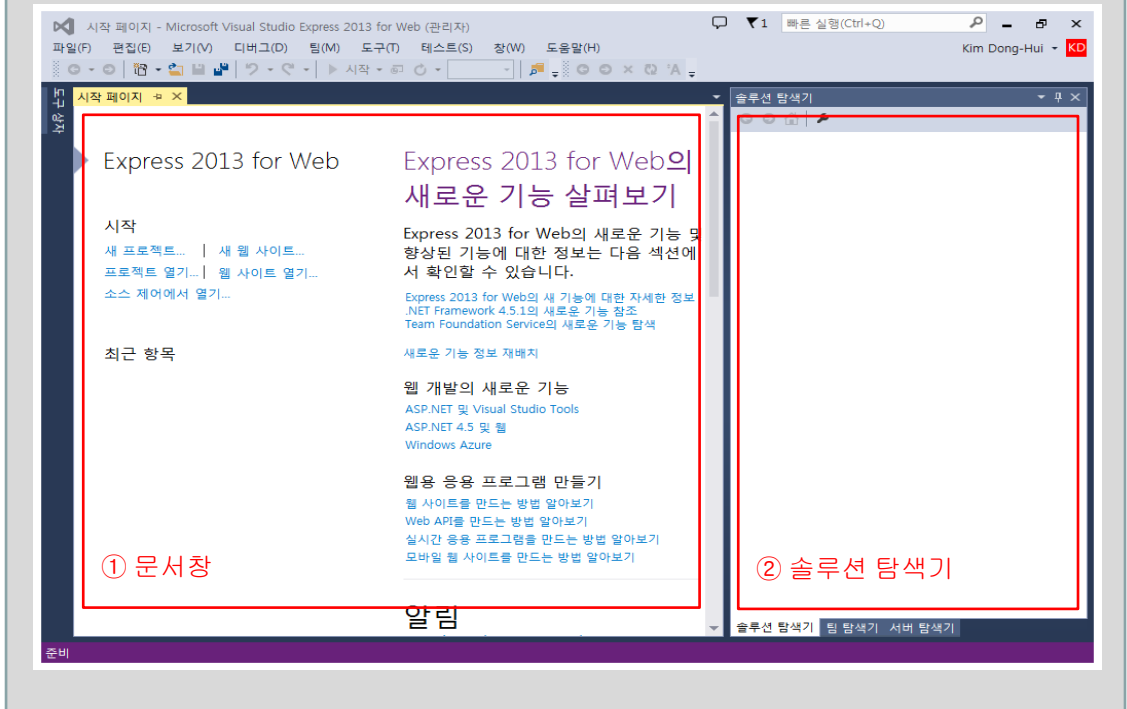 시작 페이지 - Microsoft Visual Studio Express 2013 for Web (관리자)
1
빠른 실행(Ctrl+Q)
파일(F) 편집(E) 보기(V) 디버그(D) 팀(M) 도구(T) 테스트(S) 창(W) 도움말(H)
Kim Dong-Hui
KD
시작
도구 상자
시작 페이지
Express 2013 for Web
시작
새 프로젝트... | 새 웹 사이트...
프로젝트 열기... | 웹 사이트 열기...
소스 제어에서 열기...
최근 항목
① 문서창
Express 2013 for Web의
새로운 기능 살펴보기
Express 2013 for Web의 새로운 기능 및
향상된 기능에 대한 정보는 다음 섹션에
서 확인할 수 있습니다.
Express 2013 for Web의 새 기능에 대한 자세한 정보
.NET Framework 4.5.1의 새로운 기능 참조
Team Foundation Service의 새로운 기능 탐색
새로운 기능 정보 재배치
웹 개발의 새로운 기능
ASP.NET 및 Visual Studio Tools
ASP.NET 4.5 및 웹
Windows Azure
웹용 응용 프로그램 만들기
웹 사이트를 만드는 방법 알아보기
Web API를 만드는 방법 알아보기
실시간 응용 프로그램을 만드는 방법 알아보기
모바일 웹 사이트를 만드는 방법 알아보기
알림
솔루션 탐색기
② 솔루션 탐색기
솔루션 탐색기 팀 탐색기 서버 탐색기
준비